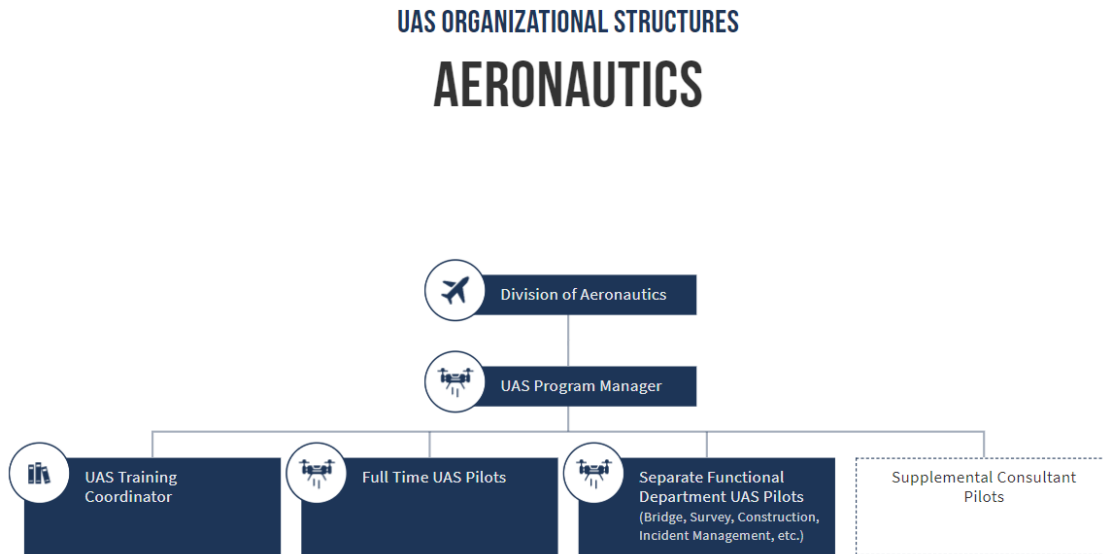 UAS ORGANIZATIONAL STRUCTURES
AERONAUTICS
Division of Aeronautics
UAS Program Manager
UAS Training
Coordinator
Full Time UAS Pilots
Separate Functional
Department UAS Pilots
(Bridge, Survey, Construction,
Incident Management, etc.)
Supplemental Consultant
Pilots